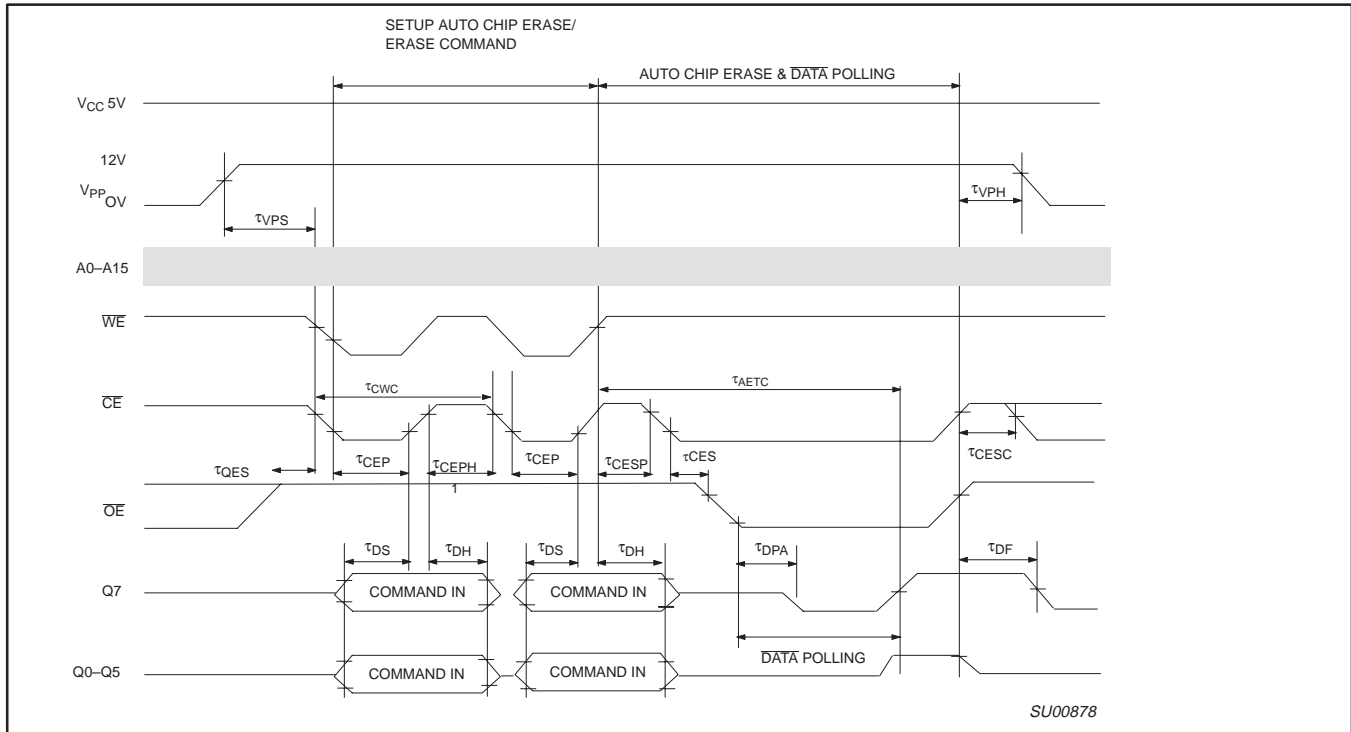 SETUP AUTO CHIP ERASE/
ERASE COMMAND
AUTO CHIP ERASE & DATA POLLING
VCC 5V
12V
VPP OV
τVPS
τVPH
A0–A15
WE
τCWC
τAETC
CE
τQES
τCEP
τCEPH
τCEP
τCESP
τCES
τCESC
1
OE
τDS
τDH
τDS
τDH
τDPA
τDF
Q7
COMMAND IN
COMMAND IN
DATA POLLING
Q0–Q5
COMMAND IN
COMMAND IN
SU00878